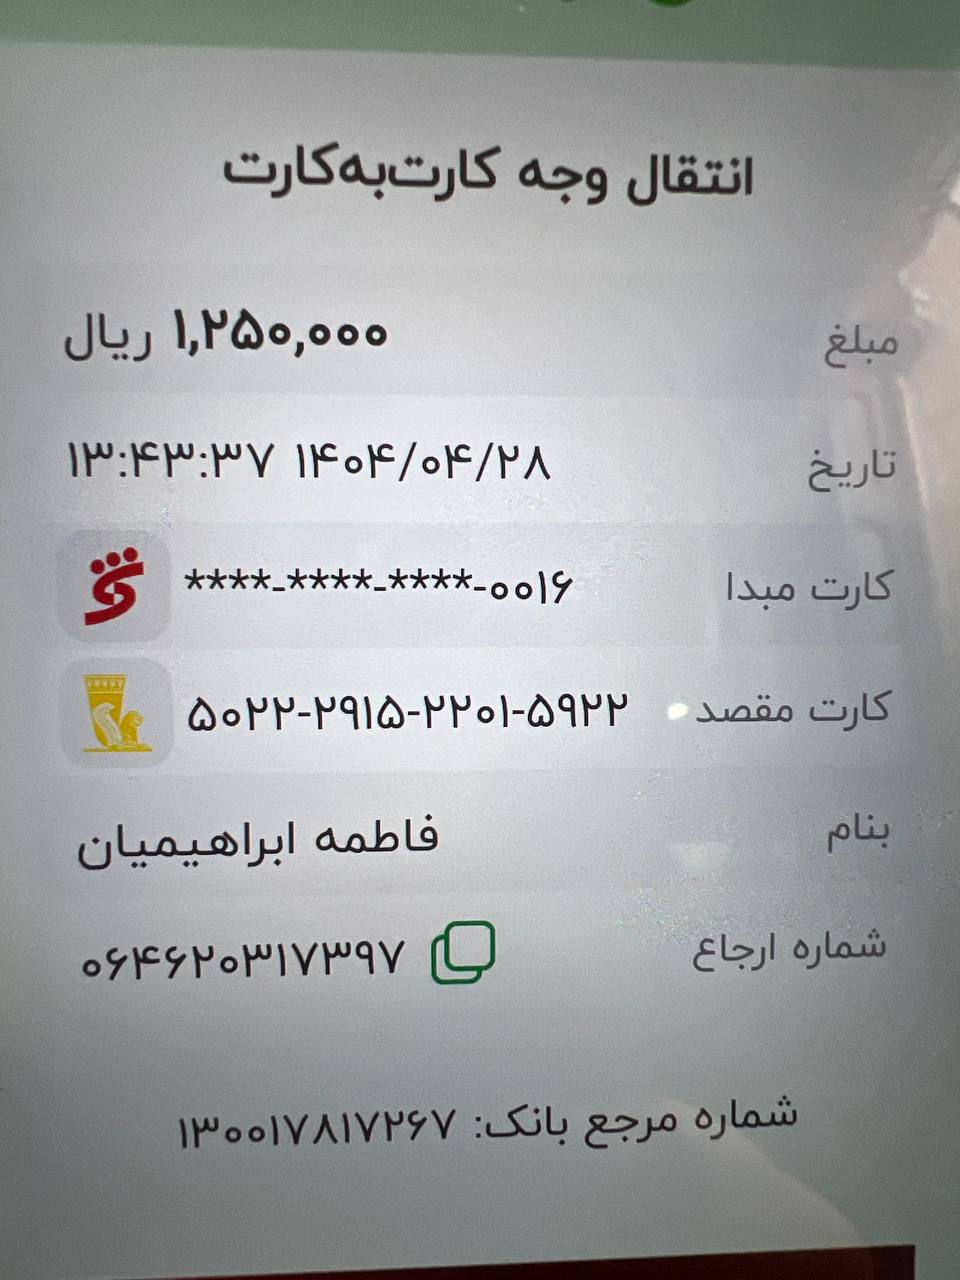 انتقال وجه کارت‌به‌کارت
مبلغ ۱,۲۵۰,۰۰۰ ریال
تاریخ ۱۳:۴۳:۳۷ ۱۴۰۴/۰۴/۲۸
کارت مبدا ****-****-****-۰۰۱۶
کارت مقصد ۵۰۲۲-۲۹۱۵-۲۲۰۱-۵۹۲۲
بنام فاطمه ابراهیمیان
شماره ارجاع ۰۶۴۶۲۰۳۱۷۳۹۷
شماره مرجع بانک: ۱۳۰۰۱۷۸۱۷۲۶۷